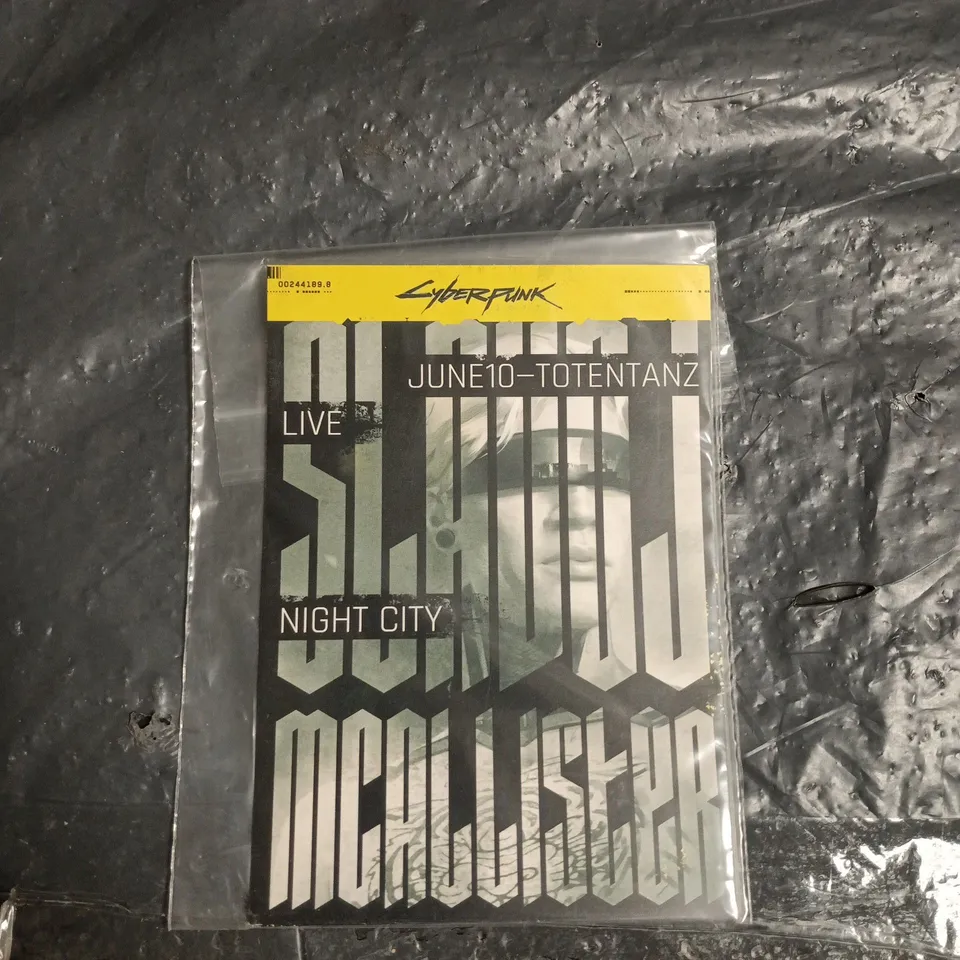 00244189.8
CYBERPUNK
JUNE10—TOTENTANZ
LIVE
NIGHT CITY
MCALLISTER